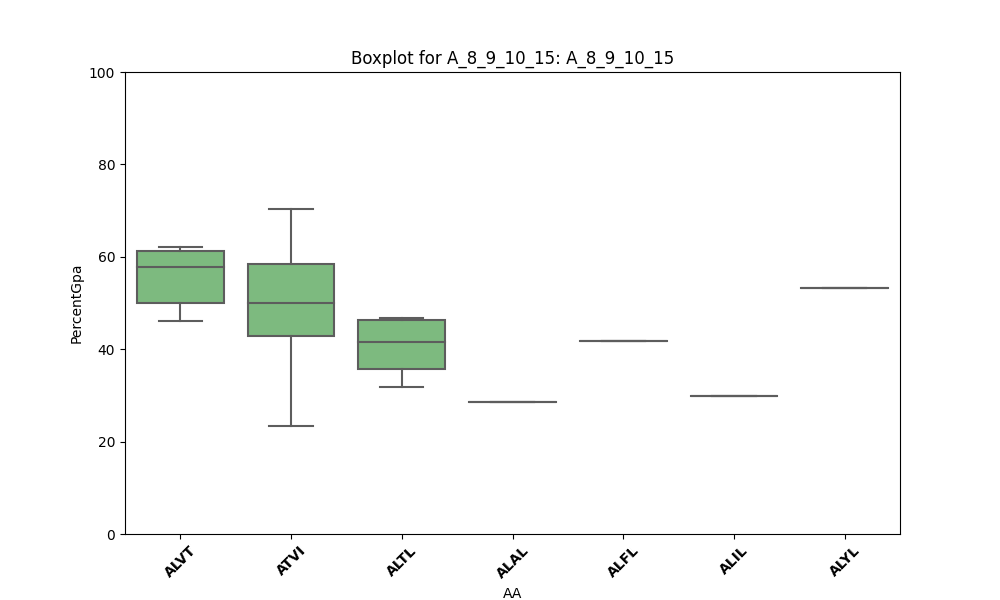 Boxplot for A_8_9_10_15: A_8_9_10_15
100
80
60
40
20
0
PercentGpa
ALVT
ATVI
ALTL
ALAL
ALFL
ALIL
ALYL
AA